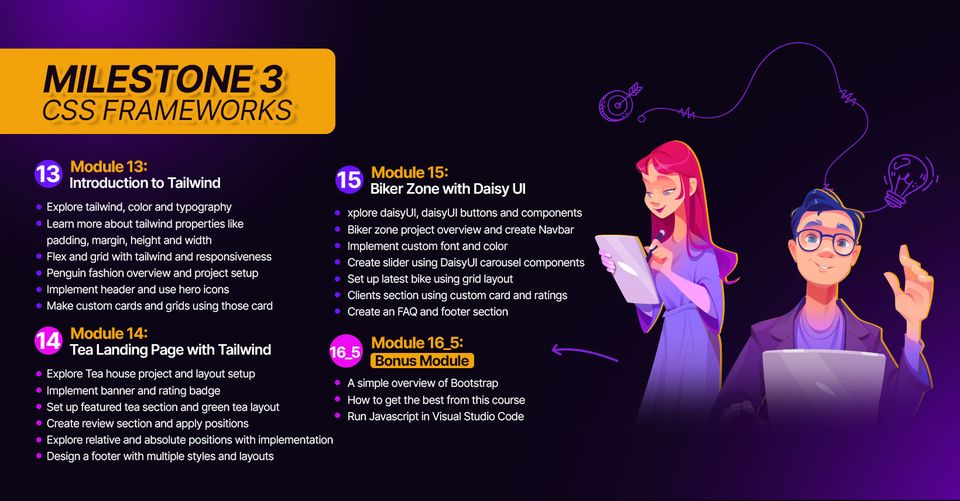 MILESTONE 3
CSS FRAMEWORKS
13
Module 13:
Introduction to Tailwind
Explore tailwind, color and typography
Learn more about tailwind properties like
padding, margin, height and width
Flex and grid with tailwind and responsiveness
Penguin fashion overview and project setup
Implement header and use hero icons
Make custom cards and grids using those card
14
Module 14:
Tea Landing Page with Tailwind
Explore Tea house project and layout setup
Implement banner and rating badge
Set up featured tea section and green tea layout
Create review section and apply positions
Explore relative and absolute positions with implementation
Design a footer with multiple styles and layouts
15
Module 15:
Biker Zone with Daisy UI
xplore daisyUI, daisyUI buttons and components
Biker zone project overview and create Navbar
Implement custom font and color
Create slider using DaisyUI carousel components
Set up latest bike using grid layout
Clients section using custom card and ratings
Create an FAQ and footer section
16_5
Module 16_5:
Bonus Module
A simple overview of Bootstrap
How to get the best from this course
Run Javascript in Visual Studio Code